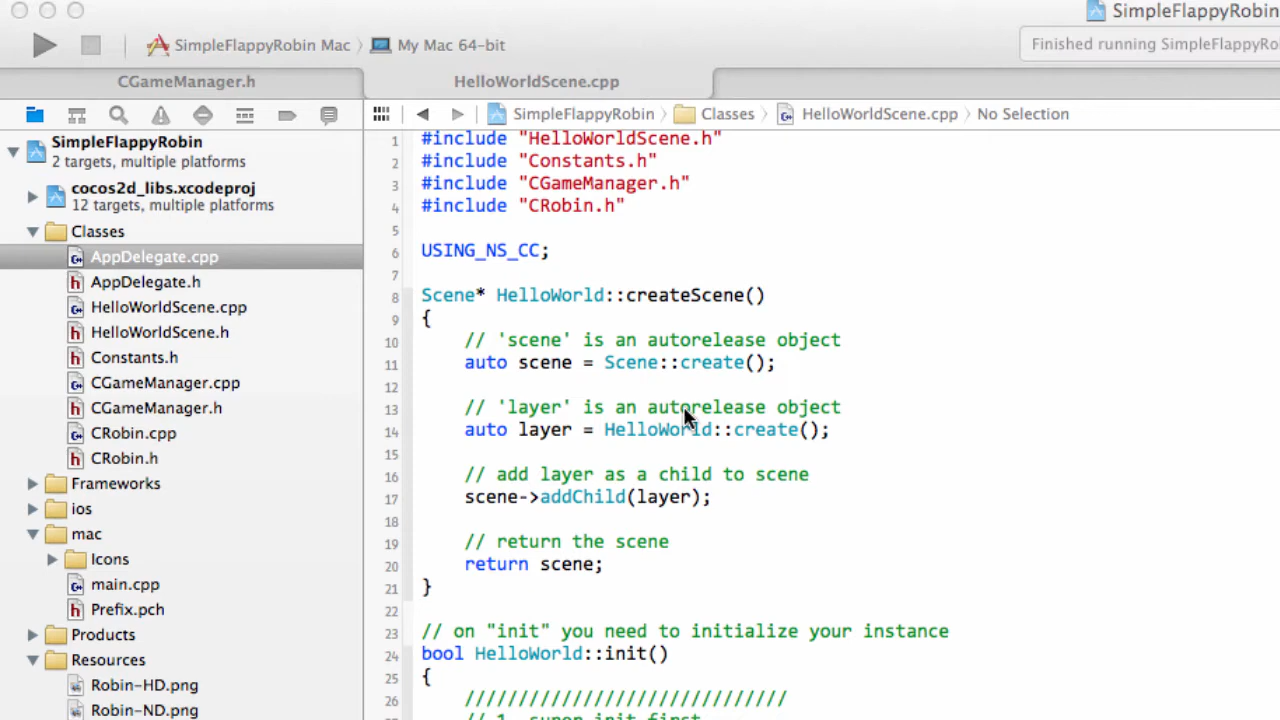 SimpleFlappyRobin
SimpleFlappyRobin Mac
My Mac 64-bit
Finished running SimpleFlappyRo
CGameManager.h
HelloWorldScene.cpp
SimpleFlappyRobin
Classes
HelloWorldScene.cpp
No Selection
SimpleFlappyRobin
2 targets, multiple platforms
cocos2d_libs.xcodeproj
12 targets, multiple platforms
Classes
AppDelegate.cpp
AppDelegate.h
HelloWorldScene.cpp
HelloWorldScene.h
Constants.h
CGameManager.cpp
CGameManager.h
CRobin.cpp
CRobin.h
Frameworks
ios
mac
Icons
main.cpp
Prefix.pch
Products
Resources
Robin-HD.png
Robin-ND.png
1 #include "HelloWorldScene.h"
2 #include "Constants.h"
3 #include "CGameManager.h"
4 #include "CRobin.h"
5
6 USING_NS_CC;
7
8 Scene* HelloWorld::createScene()
9 {
10 // 'scene' is an autorelease object
11 auto scene = Scene::create();
12
13 // 'layer' is an autorelease object
14 auto layer = HelloWorld::create();
15
16 // add layer as a child to scene
17 scene->addChild(layer);
18
19 // return the scene
20 return scene;
21 }
22
23 // on "init" you need to initialize your instance
24 bool HelloWorld::init()
25 {
26 //////////////////////////////
// 1. super init first